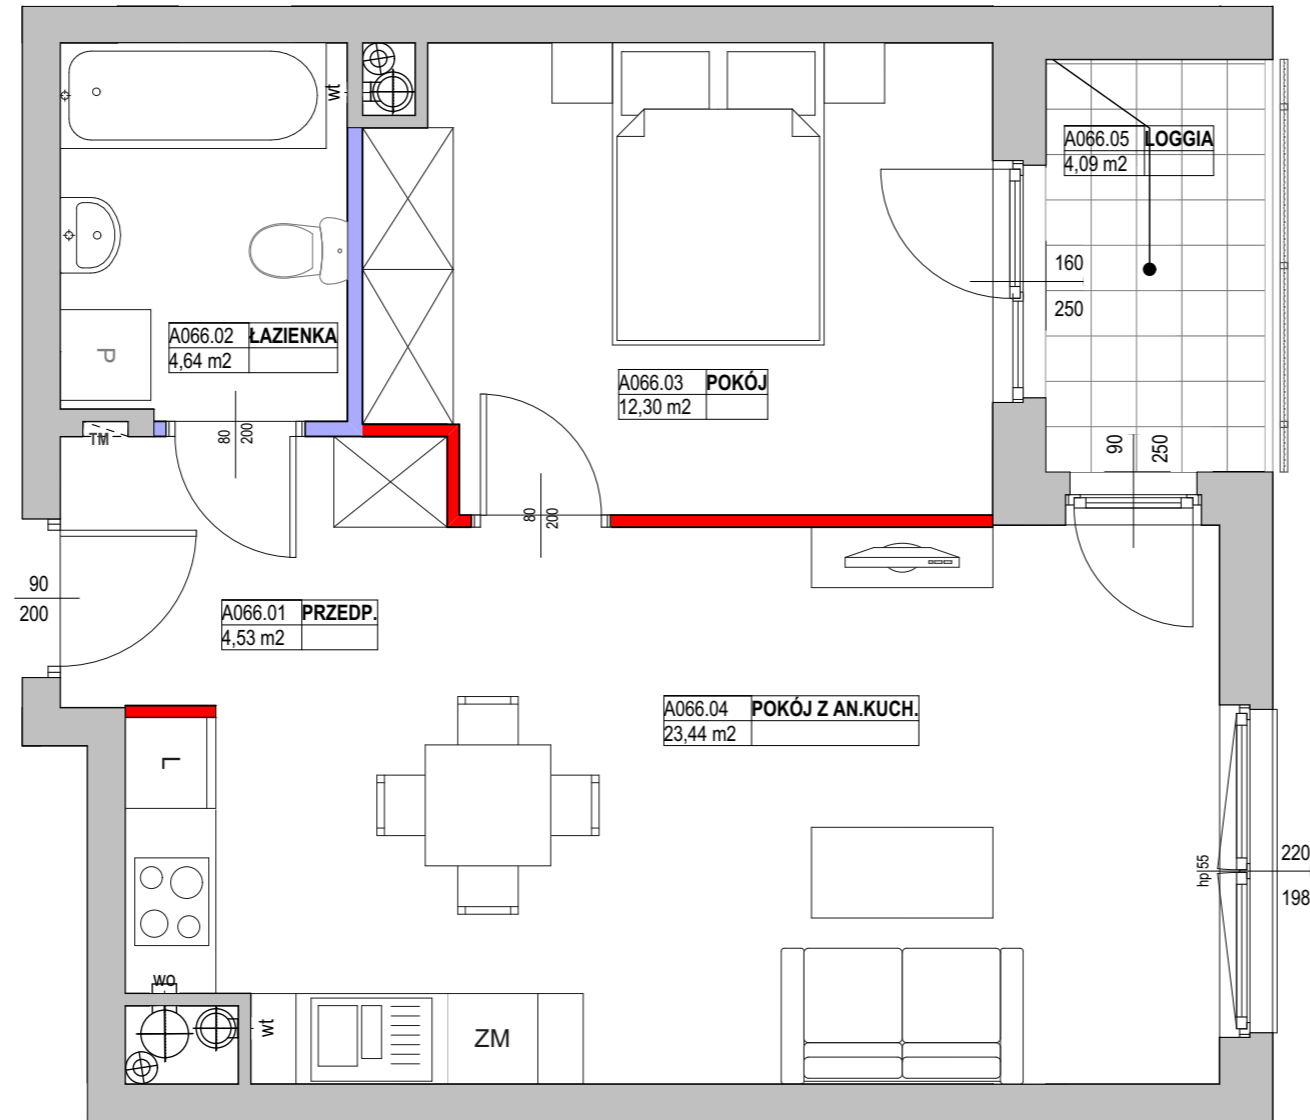 wt
A066.05 LOGGIA
4,09 m2
160
250
A066.02 ŁAZIENKA
4,64 m2
P
A066.03 POKÓJ
12,30 m2
TM
80
200
90
250
80
200
90
200
A066.01 PRZEDP.
4,53 m2
A066.04 POKÓJ Z AN.KUCH.
23,44 m2
L
hp 55
220
198
WO
wt
ZM